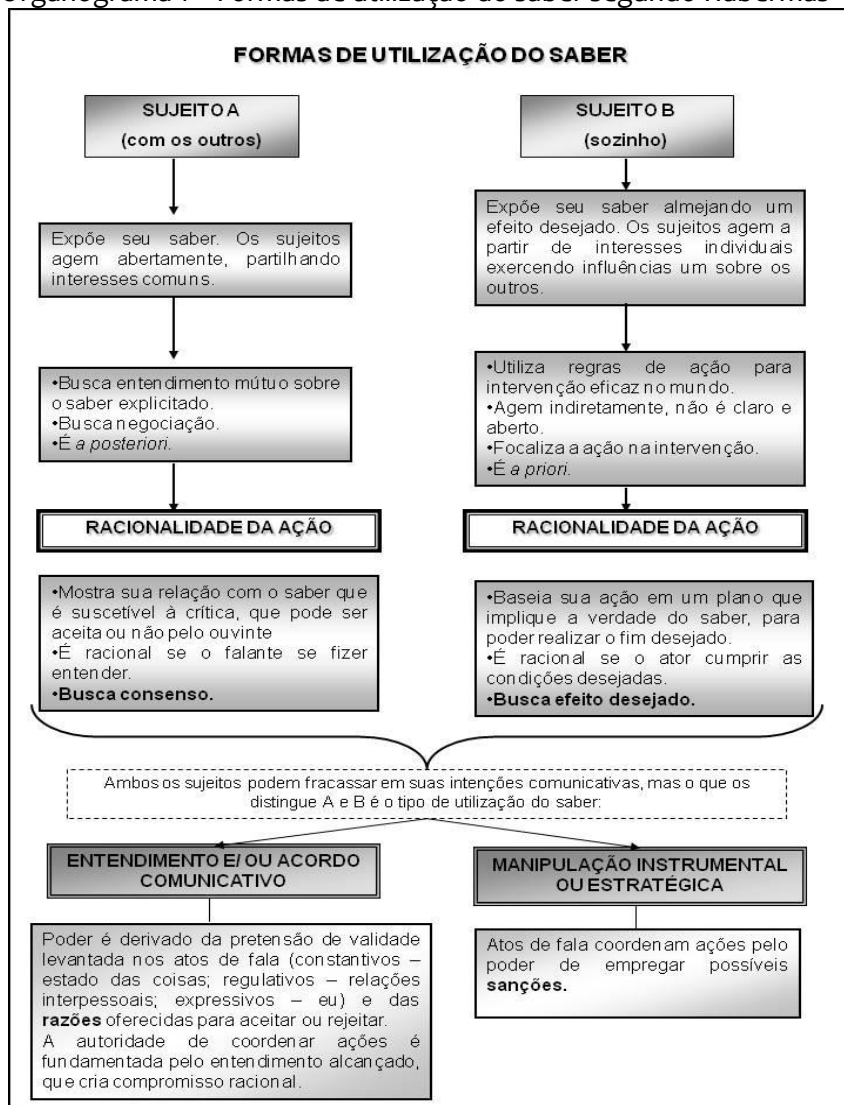 Organograma I - Formas de utilização do saber segundo Habermas
FORMAS DE UTILIZAÇÃO DO SABER
SUJEITO A
(com os outros)
Expõe seu saber. Os sujeitos
agem abertamente, partilhando
interesses comuns.
•Busca entendimento mútuo sobre
o saber explicitado.
•Busca negociação.
•É a posteriori.
RACIONALIDADE DA AÇÃO
•Mostra sua relação com o saber que
é suscetível à crítica, que pode ser
aceita ou não pelo ouvinte
•É racional se o falante se fizer
entender.
•Busca consenso.
SUJEITO B
(sozinho)
Expõe seu saber almejando um
efeito desejado. Os sujeitos agem a
partir de interesses individuais
exercendo influências um sobre os
outros.
•Utiliza regras de ação para
intervenção eficaz no mundo.
•Agem indiretamente, não é claro e
aberto.
•Focaliza a ação na intervenção.
•É a priori.
RACIONALIDADE DA AÇÃO
•Baseia sua ação em um plano que
implique a verdade do saber, para
poder realizar o fim desejado.
•É racional se o ator cumprir as
condições desejadas.
•Busca efeito desejado.
Ambos os sujeitos podem fracassar em suas intenções comunicativas, mas o que os
distingue A e B é o tipo de utilização do saber:
ENTENDIMENTO E/ OU ACORDO
COMUNICATIVO
Poder é derivado da pretensão de validade
levantada nos atos de fala (constantivos –
estado das coisas; regulativos – relações
interpessoais; expressivos – eu) e das
razões oferecidas para aceitar ou rejeitar.
A autoridade de coordenar ações é
fundamentada pelo entendimento alcançado,
que cria compromisso racional.
MANIPULAÇÃO INSTRUMENTAL
OU ESTRATÉGICA
Atos de fala coordenam ações pelo
poder de empregar possíveis
sanções.